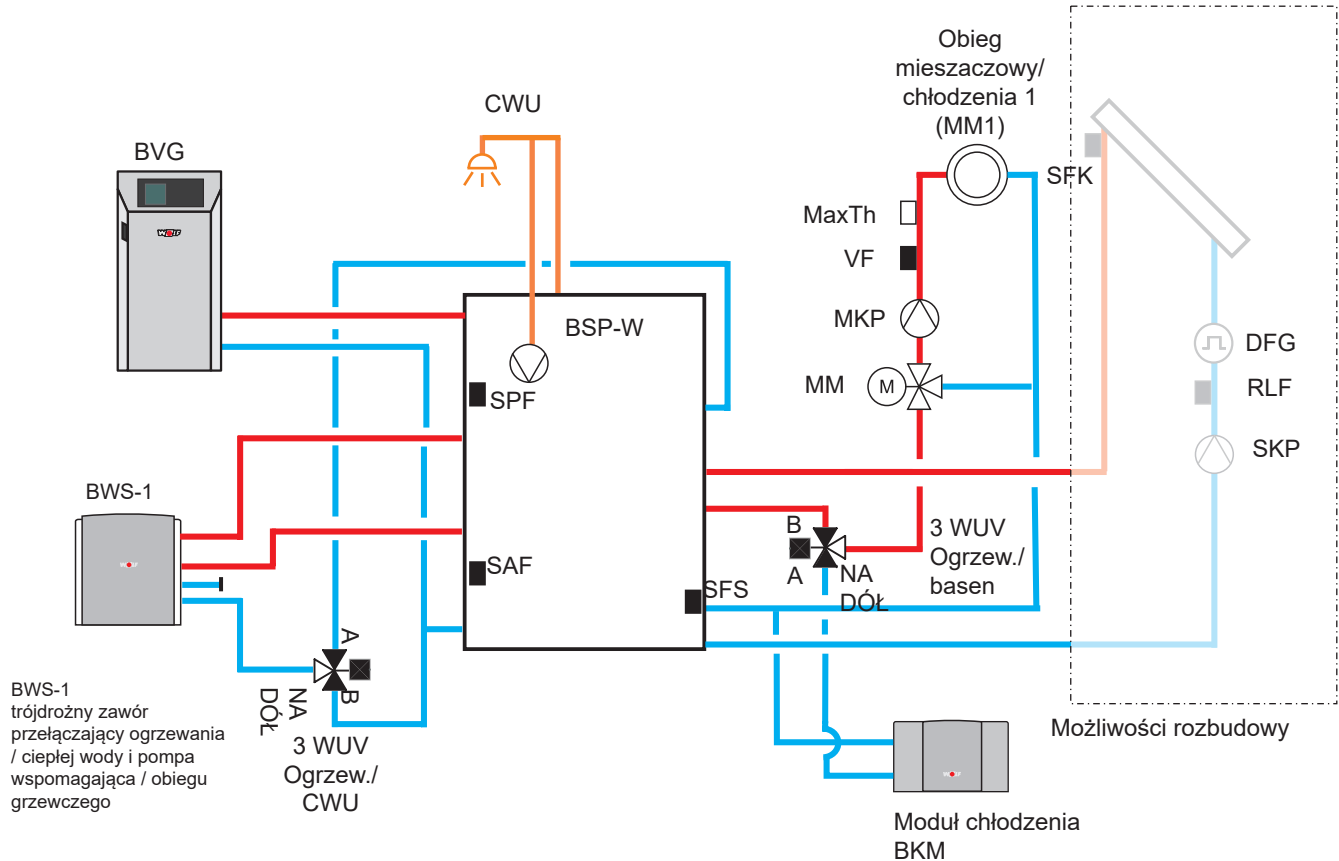 Obieg
mieszaczowy/
chłodzenia 1
(MM1)
CWU
BVG
WOLF
SFK
MaxTh
VF
BSP-W
MKP
DFG
MM
M
RLF
SPF
SKP
BWS-1
B
3 WUV
Ogrzew./
basen
A
NA
DÓŁ
SAF
SFS
A
B
NA
DÓŁ
BWS-1
trójdrożny zawór
przełączający ogrzewania
/ ciepłej wody i pompa
wspomagająca / obiegu
grzewczego
3 WUV
Ogrzew./
CWU
Możliwości rozbudowy
Moduł chłodzenia
BKM